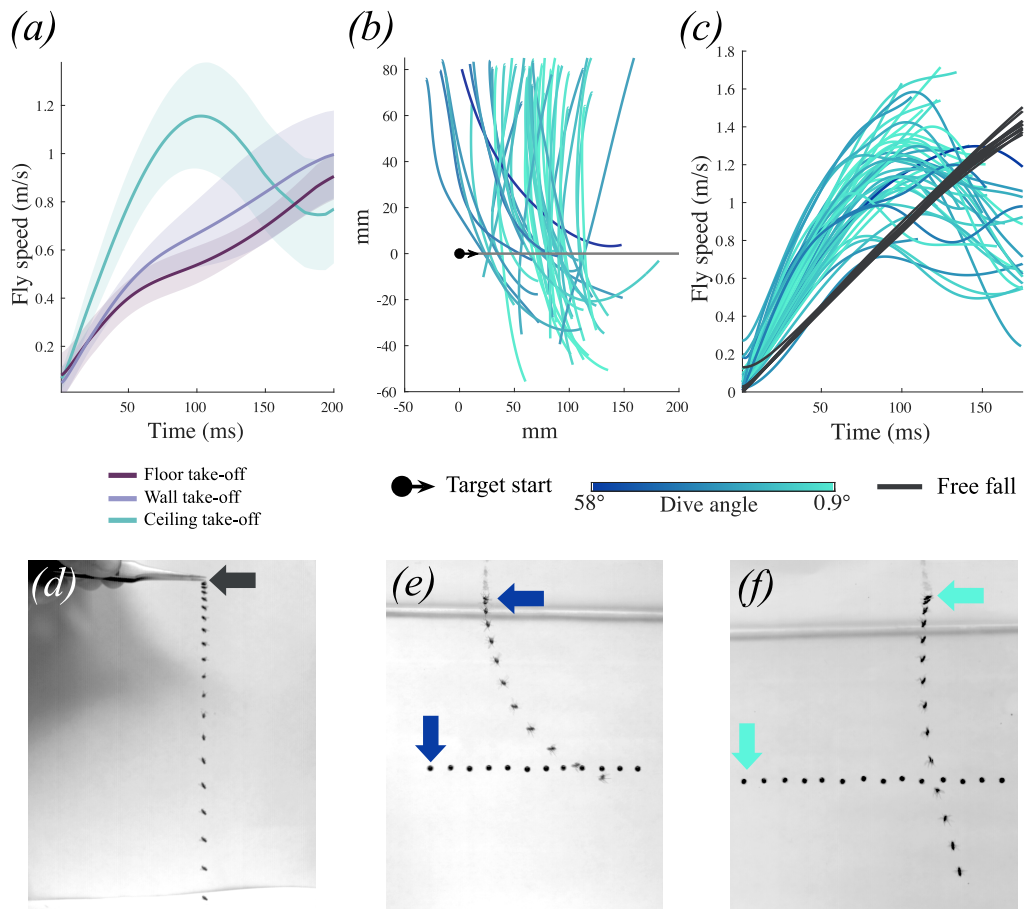 (a)
(b)
(c)
Fly speed (m/s)
1.2
1
0.8
0.6
0.4
0.2
50
100
150
200
Time (ms)
mm
80
60
40
20
0
-20
-40
-60
-50
0
50
100
150
200
mm
Fly speed (m/s)
1.8
1.6
1.4
1.2
1.0
0.8
0.6
0.4
0.2
0
50
100
150
Time (ms)
Floor take-off
Wall take-off
Ceiling take-off
Target start
58°
Dive angle
0.9°
Free fall
(d)
(e)
(f)